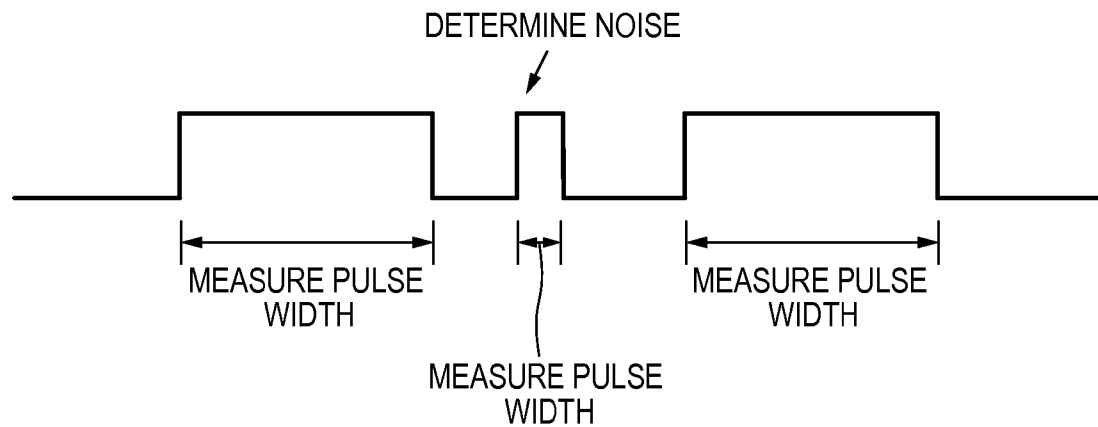 DETERMINE NOISE
MEASURE PULSE
WIDTH
MEASURE PULSE
WIDTH
MEASURE PULSE
WIDTH